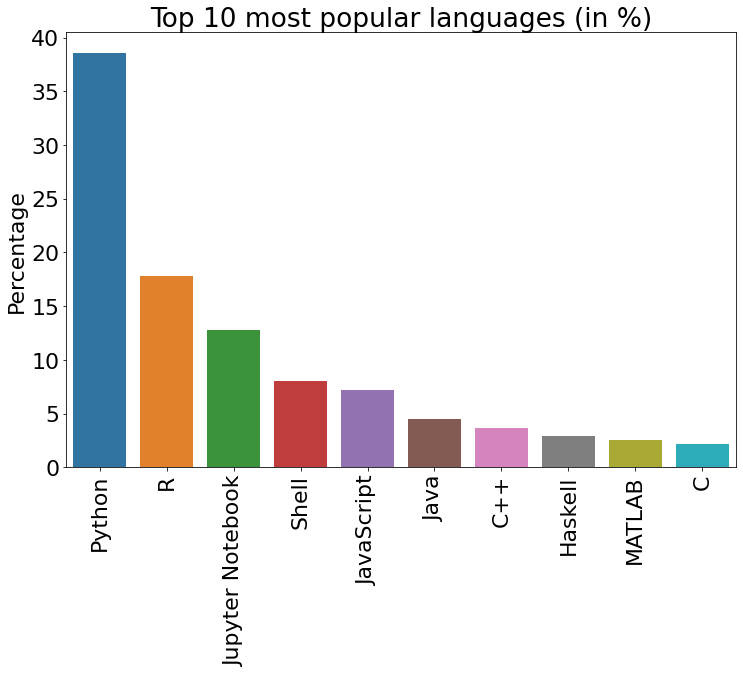 Top 10 most popular languages (in %)
Percentage
40
35
30
25
20
15
10
5
0
Python
R
Jupyter Notebook
Shell
JavaScript
Java
C++
Haskell
MATLAB
C